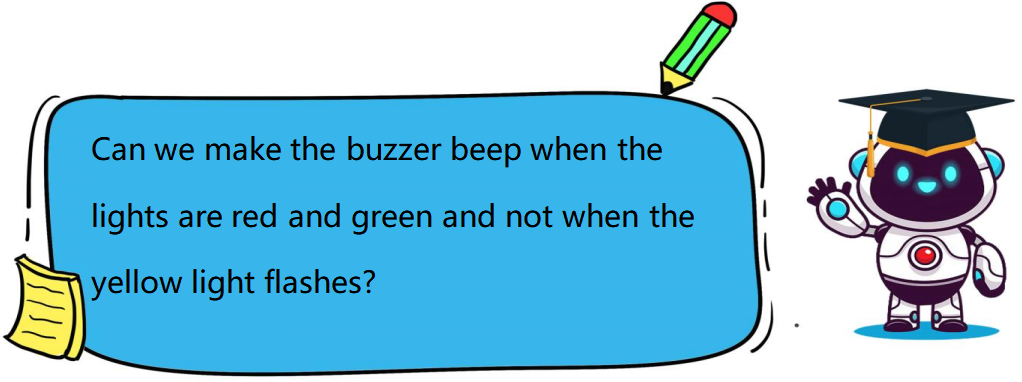 Can we make the buzzer beep when the
lights are red and green and not when the
yellow light flashes?